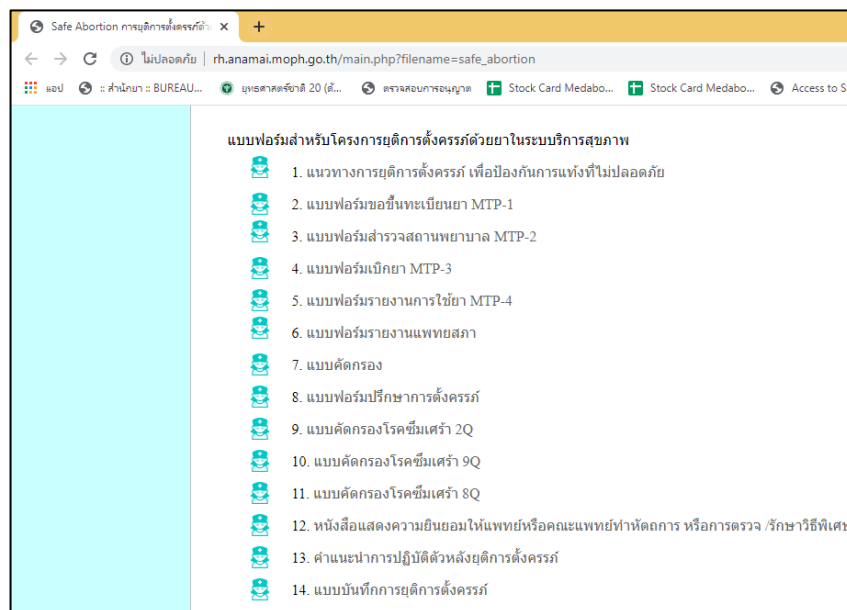 Safe Abortion การยุติการตั้งครรภ์ด้ว
ไม่ปลอดภัย | rh.anamai.moph.go.th/main.php?filename=safe_abortion
แอป :: สำนักยา :: BUREAU... ยุทธศาสตร์ชาติ 20 (ด้... ตรวจสอบการอนุญาต Stock Card Medabo... Stock Card Medabo... Access to S
แบบฟอร์มสำหรับโครงการยุติการตั้งครรภ์ด้วยยาในระบบริการสุขภาพ
1. แนวทางการยุติการตั้งครรภ์ เพื่อป้องกันการแท้งที่ไม่ปลอดภัย
2. แบบฟอร์มขอขึ้นทะเบียนยา MTP-1
3. แบบฟอร์มสำรวจสถานพยาบาล MTP-2
4. แบบฟอร์มเบิกยา MTP-3
5. แบบฟอร์มรายงานการใช้ยา MTP-4
6. แบบฟอร์มรายงานแพทยสภา
7. แบบคัดกรอง
8. แบบฟอร์มปรึกษาการตั้งครรภ์
9. แบบคัดกรองโรคซึมเศร้า 2Q
10. แบบคัดกรองโรคซึมเศร้า 9Q
11. แบบคัดกรองโรคซึมเศร้า 8Q
12. หนังสือแสดงความยินยอมให้แพทย์หรือคณะแพทย์ทำหัตถการ หรือการตรวจ /รักษาวิธีพิเศษ
13. คำแนะนำการปฏิบัติตัวหลังยุติการตั้งครรภ์
14. แบบบันทึกการยุติการตั้งครรภ์